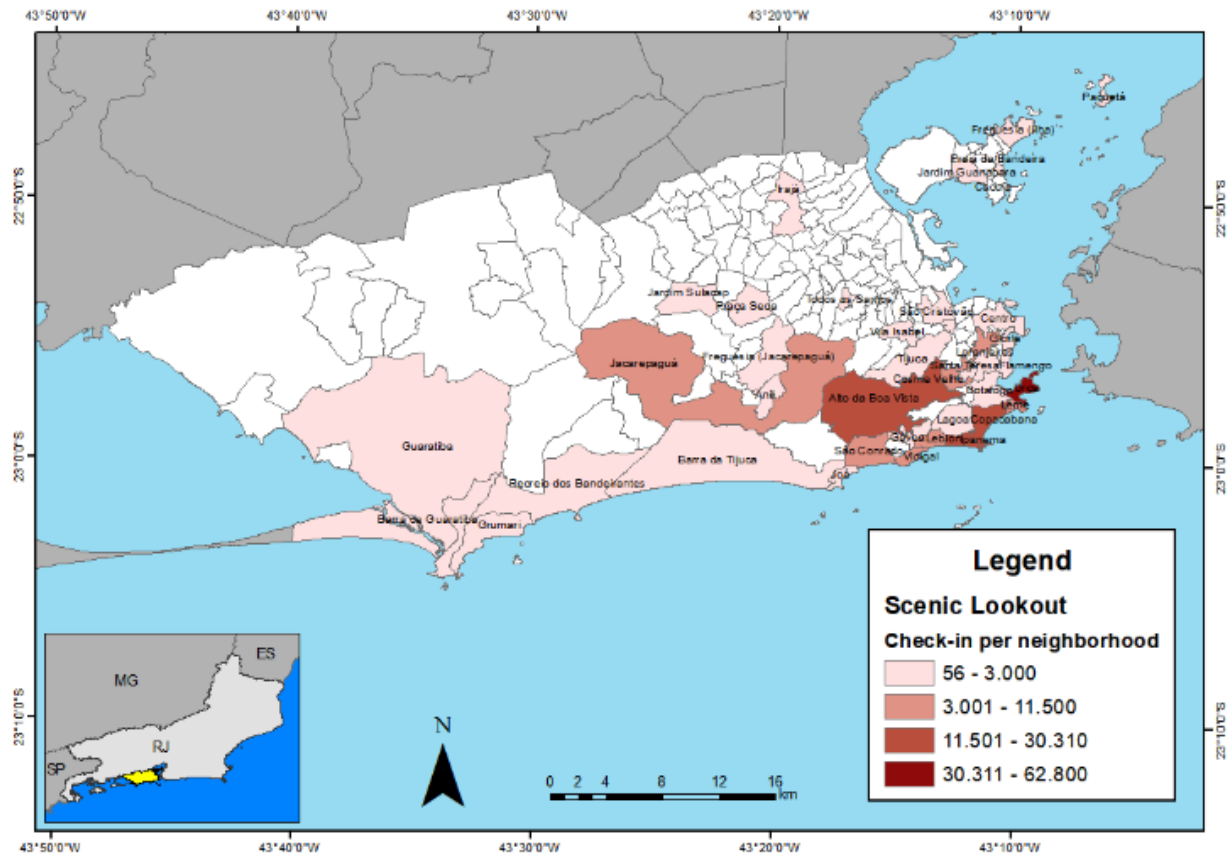 43°50'0"W
43°40'0"W
43°30'0"W
43°20'0"W
43°10'0"W
Paquetá
Freguesia (Ilha)
Praia da Bandeira
Jardim Guanabara
Cocotá
22°50'0"S
22°50'0"S
Irajá
Jardim Sulacap
Praça Seca
Todos os Santos
São Cristovão
Centro
Vila Isabel
Glória
Laranjeiras
Jacarepaguá
Freguesia (Jacarepaguá)
Tijuca
Santa Teresa
Flamengo
Cosme Velho
Anil
Alto da Boa Vista
Botafogo
Leme
Lagoa
Copacabana
Guaratiba
Gávea
Leblon
Ipanema
São Conrado
Vidigal
Barra da Tijuca
Joá
23°0'0"S
23°0'0"S
Recreio dos Bandeirantes
Barra de Guaratiba
Grumari
Legend
Scenic Lookout
Check-in per neighborhood
56 - 3.000
3.001 - 11.500
11.501 - 30.310
30.311 - 62.800
ES
MG
RJ
SP
N
0 2 4 8 12 16
km
23°10'0"S
23°10'0"S
43°50'0"W
43°40'0"W
43°30'0"W
43°20'0"W
43°10'0"W